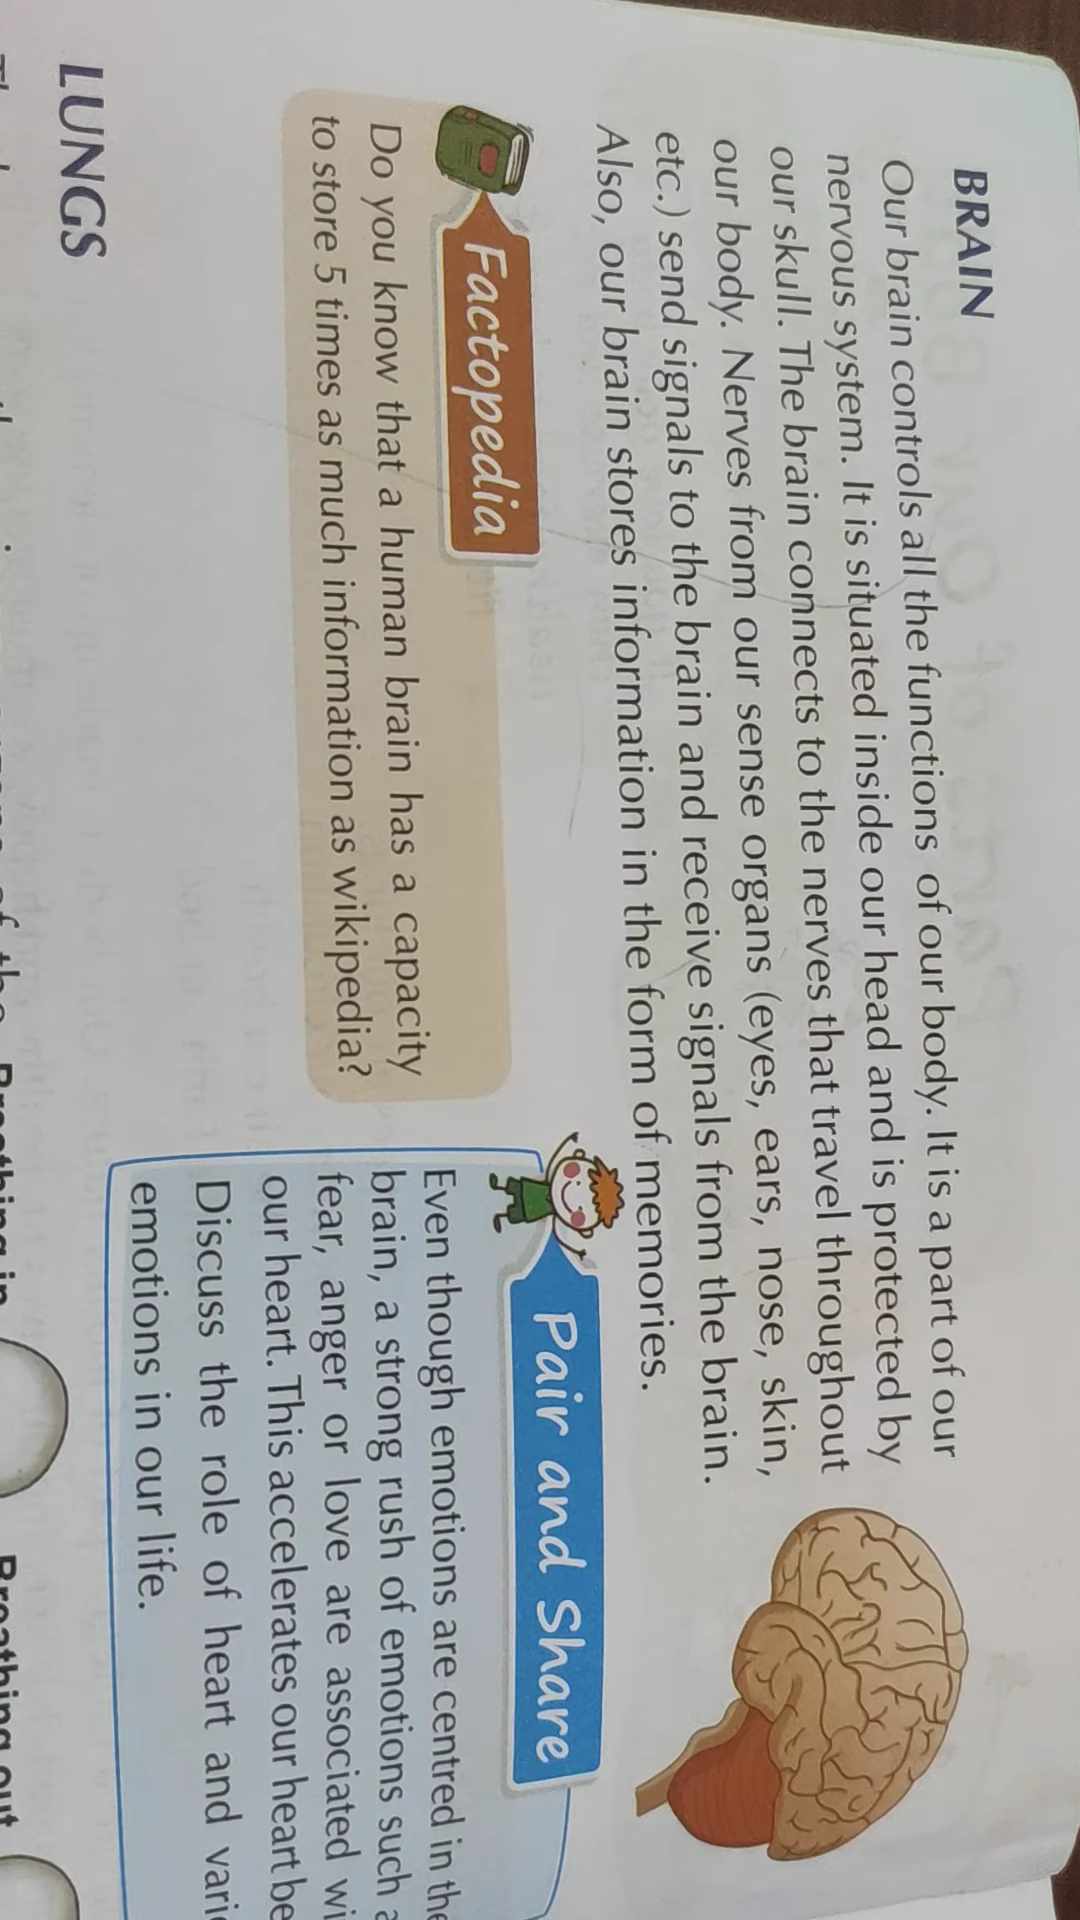 BRAIN
Our brain controls all the functions of our body. It is a part of our
nervous system. It is situated inside our head and is protected by
our skull. The brain connects to the nerves that travel throughout
our body. Nerves from our sense organs (eyes, ears, nose, skin,
etc.) send signals to the brain and receive signals from the brain.
Also, our brain stores information in the form of memories.
Factopedia
Do you know that a human brain has a capacity
to store 5 times as much information as wikipedia?
Pair and Share
Even though emotions are centred in the
brain, a strong rush of emotions such
fear, anger or love are associated
our heart. This accelerates our heart
Discuss the role of heart and
emotions in our life.
LUNGS
of the
Breathing in
Breathing out